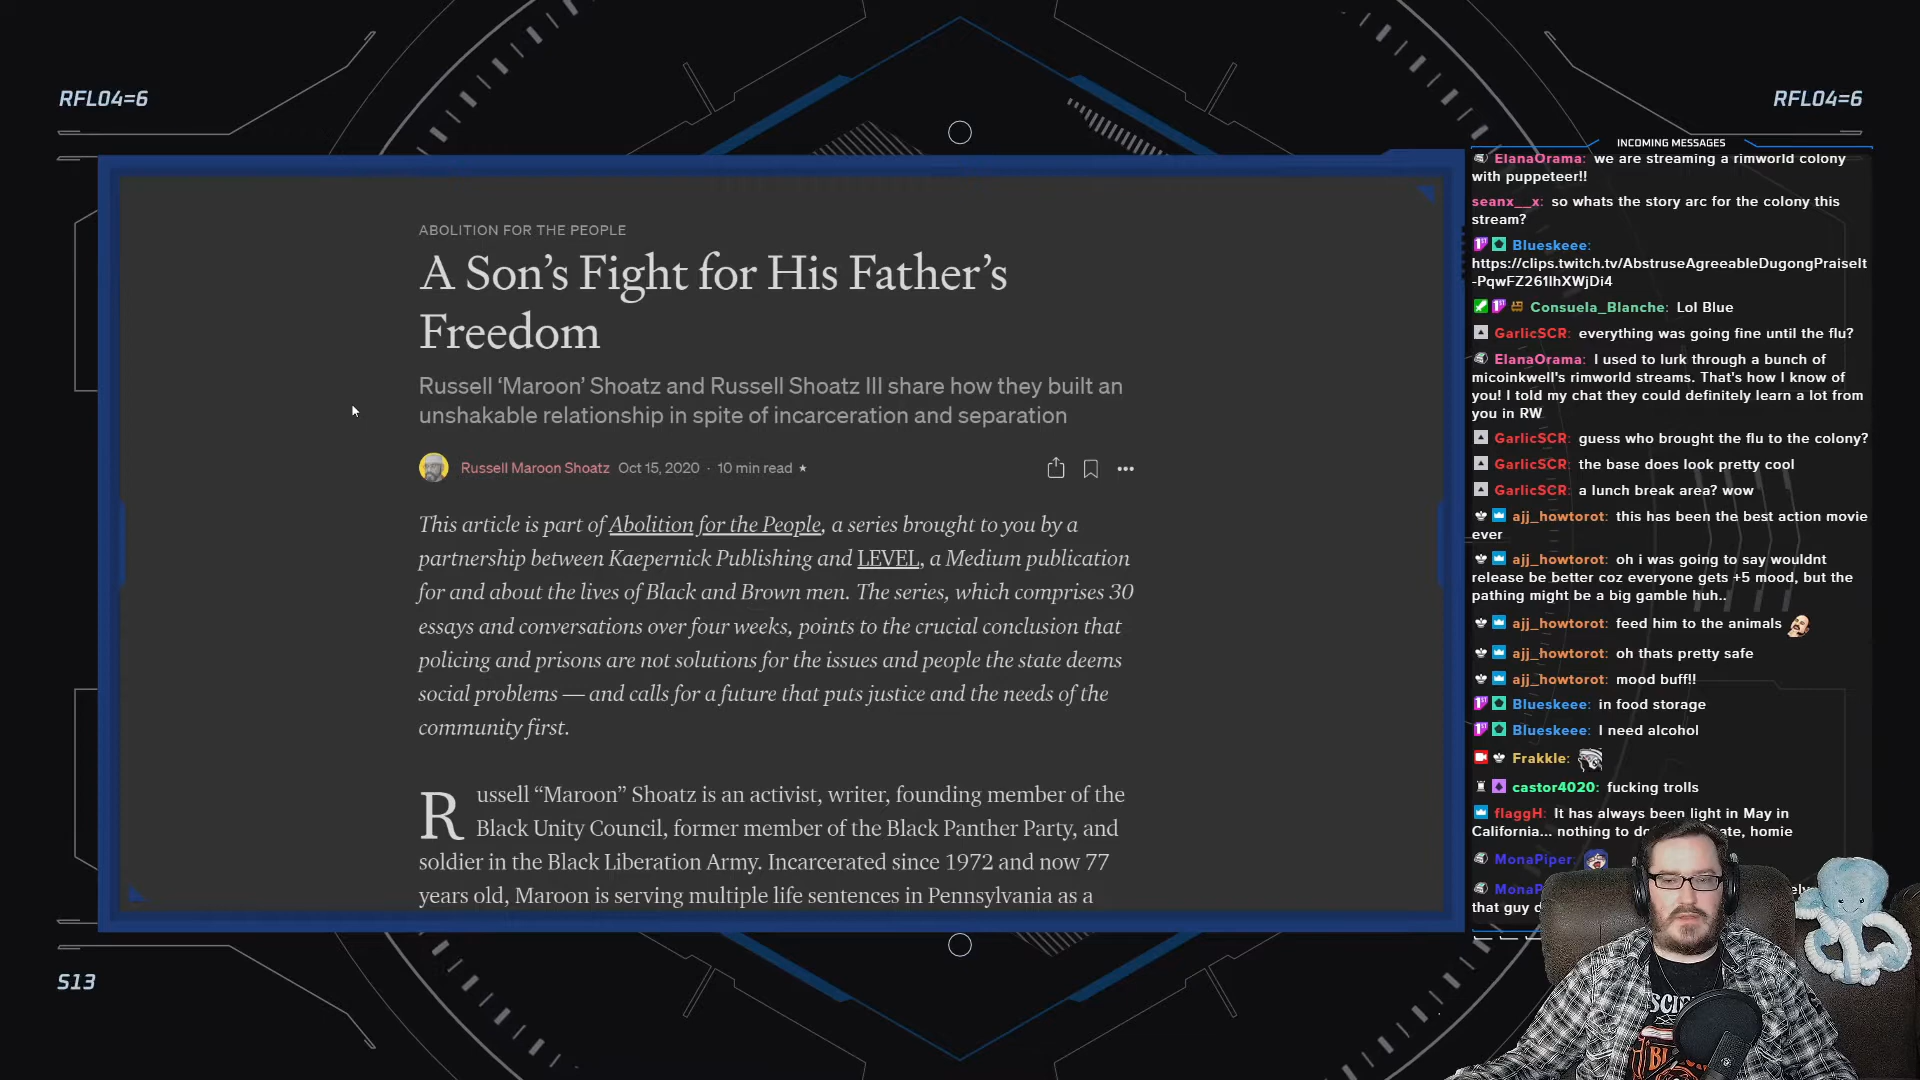 RFL04=6
RFL04=6
ABOLITION FOR THE PEOPLE
A Son’s Fight for His Father’s
Freedom
Russell ‘Maroon’ Shoatz and Russell Shoatz III share how they built an
unshakable relationship in spite of incarceration and separation
Russell Maroon Shoatz Oct 15, 2020 · 10 min read ★
This article is part of Abolition for the People, a series brought to you by a
partnership between Kaepernick Publishing and LEVEL, a Medium publication
for and about the lives of Black and Brown men. The series, which comprises 30
essays and conversations over four weeks, points to the crucial conclusion that
policing and prisons are not solutions for the issues and people the state deems
social problems — and calls for a future that puts justice and the needs of the
community first.
Russell “Maroon” Shoatz is an activist, writer, founding member of the
Black Unity Council, former member of the Black Panther Party, and
soldier in the Black Liberation Army. Incarcerated since 1972 and now 77
years old, Maroon is serving multiple life sentences in Pennsylvania as a
INCOMING MESSAGES
ElanaOrama: we are streaming a rimworld colony
with puppeteer!!
seanx__x: so whats the story arc for the colony this
stream?
Blueskeee:
https://clips.twitch.tv/AbstruseAgreeableDugongPraiseIt
-PqwFZ261IhXWjDi4
Consuela_Blanche: Lol Blue
GarlicSCR: everything was going fine until the flu?
ElanaOrama: I used to lurk through a bunch of
micoinkwell's rimworld streams. That's how I know of
you! I told my chat they could definitely learn a lot from
you in RW
GarlicSCR: guess who brought the flu to the colony?
GarlicSCR: the base does look pretty cool
GarlicSCR: a lunch break area? wow
ajj_howtorot: this has been the best action movie
ever
ajj_howtorot: oh i was going to say wouldnt
release be better coz everyone gets +5 mood, but the
pathing might be a big gamble huh..
ajj_howtorot: feed him to the animals
ajj_howtorot: oh thats pretty safe
ajj_howtorot: mood buff!!
Blueskeee: in food storage
Blueskeee: I need alcohol
Frakkle:
castor4020: fucking trolls
flaggH: It has always been light in May in
California... nothing to do ate, homie
MonaPiper:
MonaP
that guy
S13